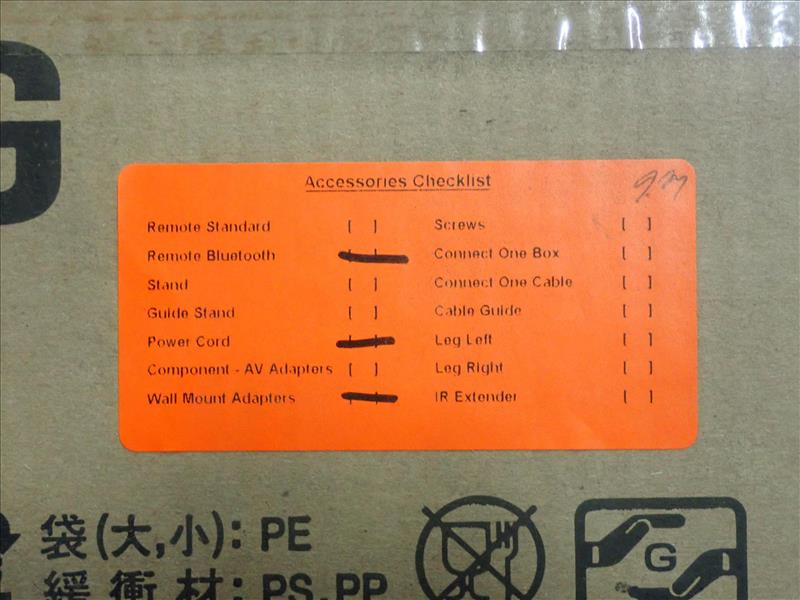 G
Accessories Checklist
Remote Standard [ ] Screws [ ]
Remote Bluetooth [ ] Connect One Box [ ]
Stand [ ] Connect One Cable [ ]
Guide Stand [ ] Cable Guide [ ]
Power Cord [ ] Leg Left [ ]
Component - AV Adapters [ ] Leg Right [ ]
Wall Mount Adapters [ ] IR Extender [ ]
袋(大,小): PE
緩衝材: PS,PP
G